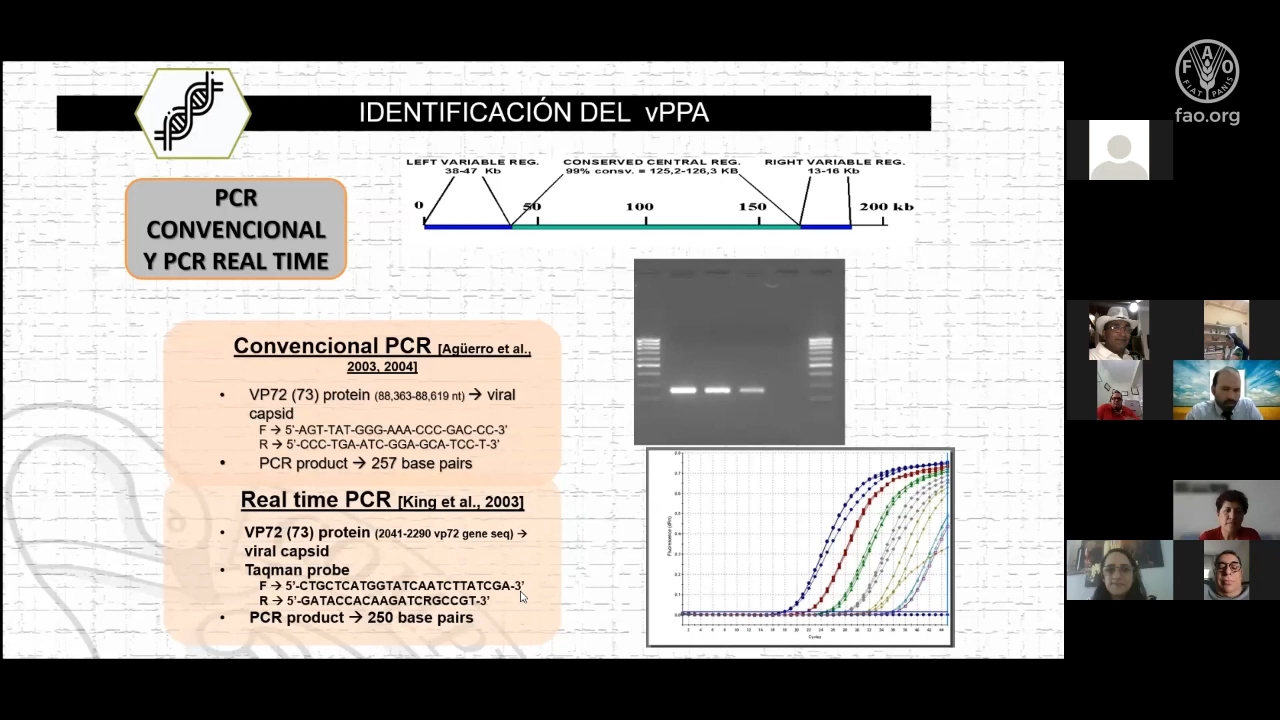 IDENTIFICACIÓN DEL vPPA
PCR
CONVENCIONAL
Y PCR REAL TIME
LEFT VARIABLE REG.
38-47 Kb
CONSERVED CENTRAL REG.
99% consv. = 125,2-126,3 KB
RIGHT VARIABLE REG.
13-16 Kb
0 50 100 150 200 kb
Convencional PCR [Agüerro et al.,
2003, 2004]
• VP72 (73) protein (88,363-88,619 nt) → viral
capsid
F → 5'-AGT-TAT-GGG-AAA-CCC-GAC-CC-3'
R → 5'-CCC-TGA-ATC-GGA-GCA-TCC-T-3'
• PCR product → 257 base pairs
Real time PCR [King et al., 2003]
• VP72 (73) protein (2041-2290 vp72 gene seq) →
viral capsid
• Taqman probe
F → 5'-CTGCTCATGGTATCAATCTTATCGA-3'
R → 5'-GATACCACAAGATCRGCCGT-3'
• PCR product → 250 base pairs
Cycles
F A O
FIAT PANIS
fao.org